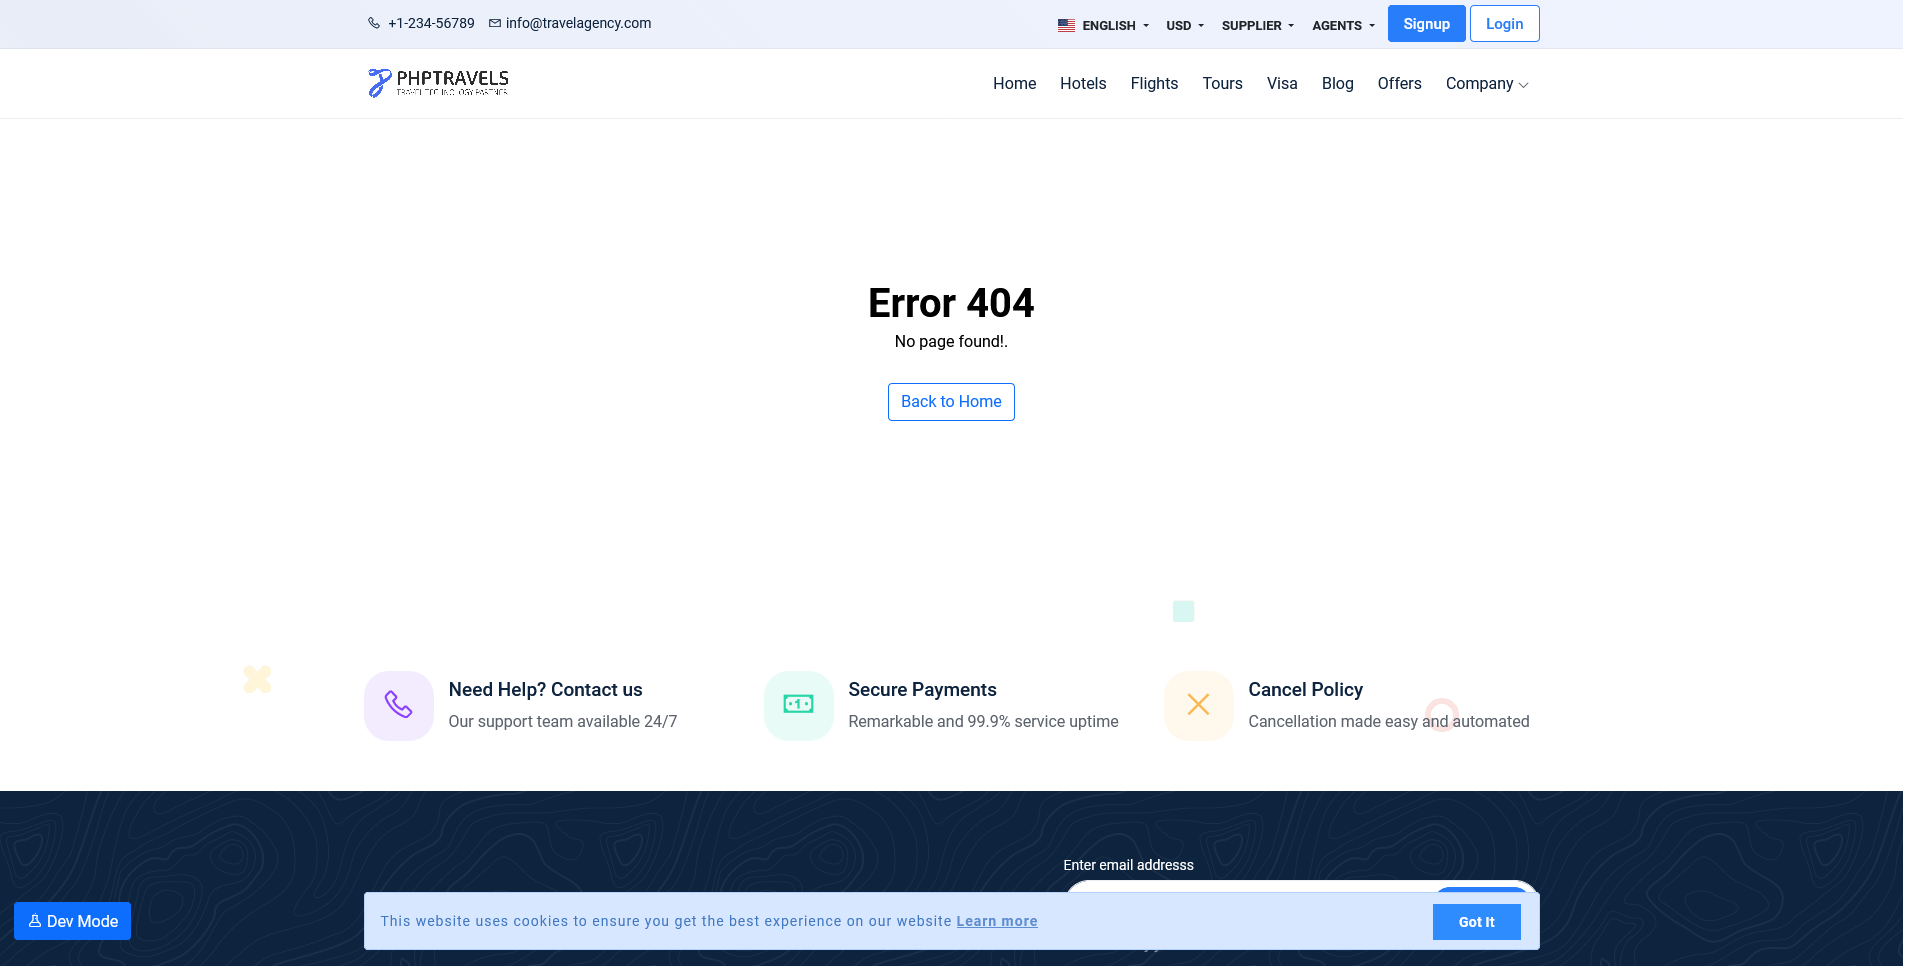 +1-234-56789 info@travelagency.com ENGLISH USD SUPPLIER AGENTS Signup Login
PHPTRAVELS
TRAVEL TECHNOLOGY PARTNER
Home Hotels Flights Tours Visa Blog Offers Company
Error 404
No page found!.
Back to Home
Need Help? Contact us
Our support team available 24/7
Secure Payments
Remarkable and 99.9% service uptime
Cancel Policy
Cancellation made easy and automated
Enter email addresss
This website uses cookies to ensure you get the best experience on our website Learn more
Got It
Dev Mode